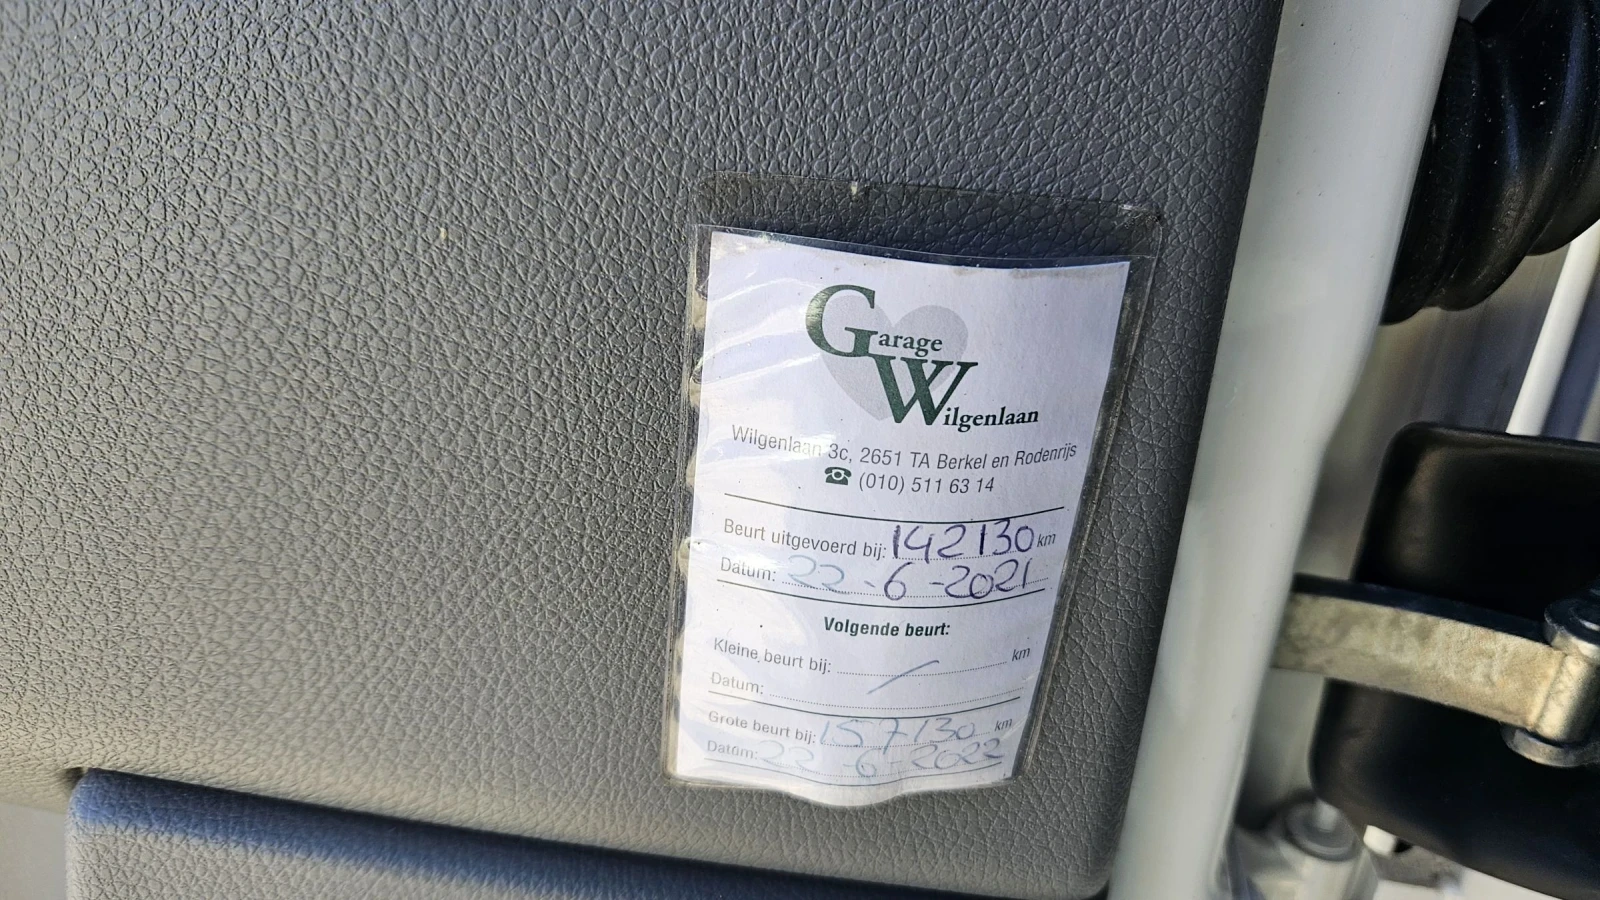 Garage
Wilgenlaan
Wilgenlaan 3c, 2651 TA Berkel en Rodenrijs
☎ (010) 511 63 14
Beurt uitgevoerd bij: 142130 km
Datum: 22-6-2021
Volgende beurt:
Kleine beurt bij: / km
Datum:
Grote beurt bij: 157130 km
Datum: 22-6-2022